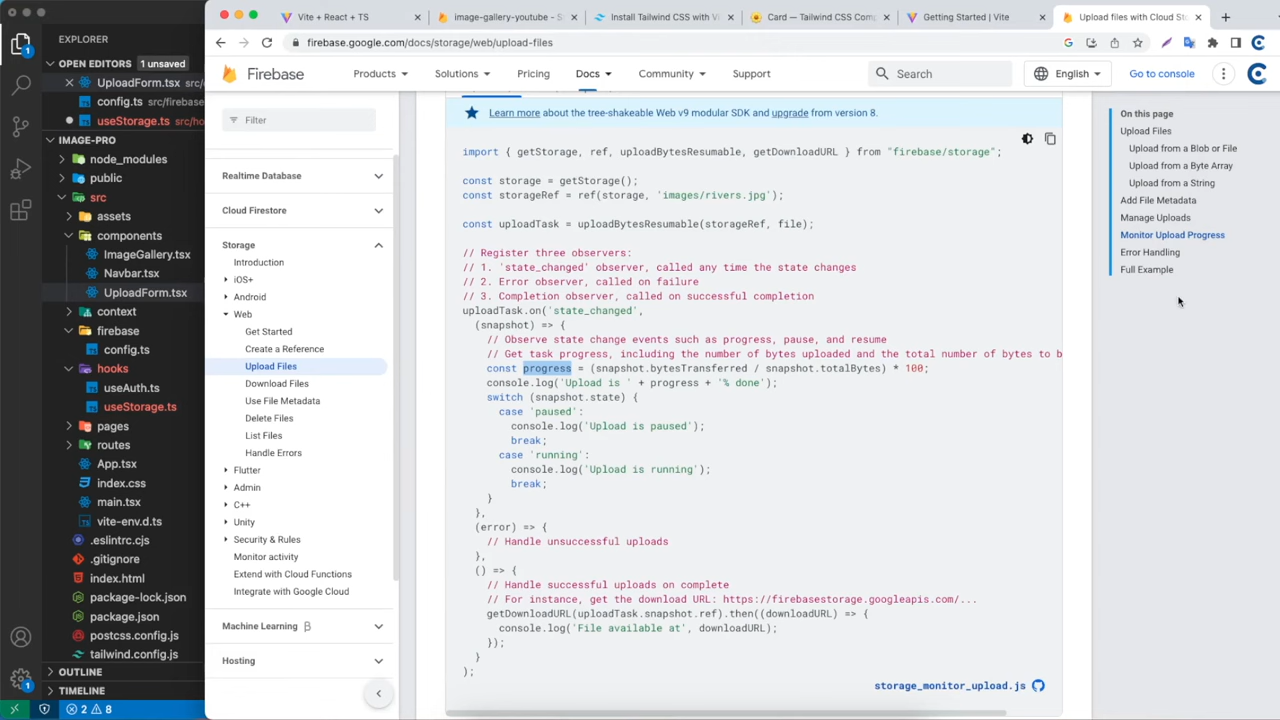 EXPLORER
OPEN EDITORS 1 unsaved
UploadForm.tsx src/
config.ts src/firebase
useStorage.ts src/ho
IMAGE-PRO
node_modules
public
src
assets
components
ImageGallery.tsx
Navbar.tsx
UploadForm.tsx
context
firebase
config.ts
hooks
useAuth.ts
useStorage.ts
pages
routes
App.tsx
index.css
main.tsx
vite-env.d.ts
.eslintrc.cjs
.gitignore
index.html
package-lock.json
package.json
postcss.config.js
tailwind.config.js
OUTLINE
TIMELINE
2 8
1
1
Vite + React + TS
image-gallery-youtube - S
Install Tailwind CSS with Vi
Card — Tailwind CSS Comp
Getting Started | Vite
Upload files with Cloud St
firebase.google.com/docs/storage/web/upload-files
Firebase
Products
Solutions
Pricing
Docs
Community
Support
Search
English
Go to console
Filter
Realtime Database
Cloud Firestore
Storage
Introduction
iOS+
Android
Web
Get Started
Create a Reference
Upload Files
Download Files
Use File Metadata
Delete Files
List Files
Handle Errors
Flutter
Admin
C++
Unity
Security & Rules
Monitor activity
Extend with Cloud Functions
Integrate with Google Cloud
Machine Learning β
Hosting
Learn more about the tree-shakeable Web v9 modular SDK and upgrade from version 8.
import { getStorage, ref, uploadBytesResumable, getDownloadURL } from "firebase/storage";
const storage = getStorage();
const storageRef = ref(storage, 'images/rivers.jpg');
const uploadTask = uploadBytesResumable(storageRef, file);
// Register three observers:
// 1. 'state_changed' observer, called any time the state changes
// 2. Error observer, called on failure
// 3. Completion observer, called on successful completion
uploadTask.on('state_changed',
(snapshot) => {
// Observe state change events such as progress, pause, and resume
// Get task progress, including the number of bytes uploaded and the total number of bytes to b
const progress = (snapshot.bytesTransferred / snapshot.totalBytes) * 100;
console.log('Upload is ' + progress + '% done');
switch (snapshot.state) {
case 'paused':
console.log('Upload is paused');
break;
case 'running':
console.log('Upload is running');
break;
}
},
(error) => {
// Handle unsuccessful uploads
},
() => {
// Handle successful uploads on complete
// For instance, get the download URL: https://firebasestorage.googleapis.com/...
getDownloadURL(uploadTask.snapshot.ref).then((downloadURL) => {
console.log('File available at', downloadURL);
});
}
);
storage_monitor_upload.js
On this page
Upload Files
Upload from a Blob or File
Upload from a Byte Array
Upload from a String
Add File Metadata
Manage Uploads
Monitor Upload Progress
Error Handling
Full Example